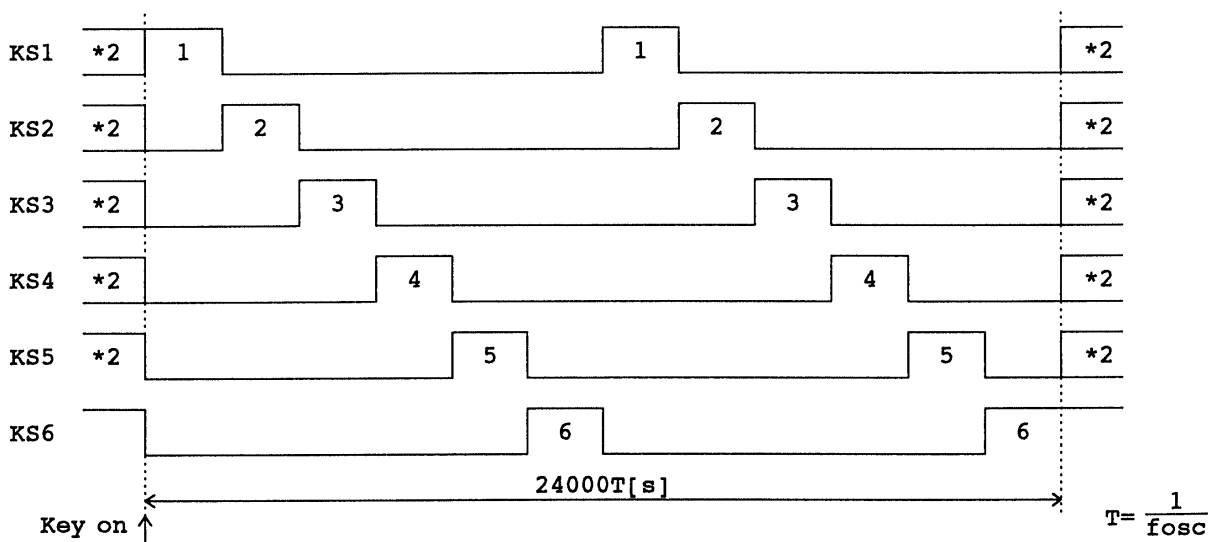 KS1 *2 1 1 *2
KS2 *2 2 2 *2
KS3 *2 3 3 *2
KS4 *2 4 4 *2
KS5 *2 5 5 *2
KS6 6 6
24000T[s]
Key on
T= 1
fosc